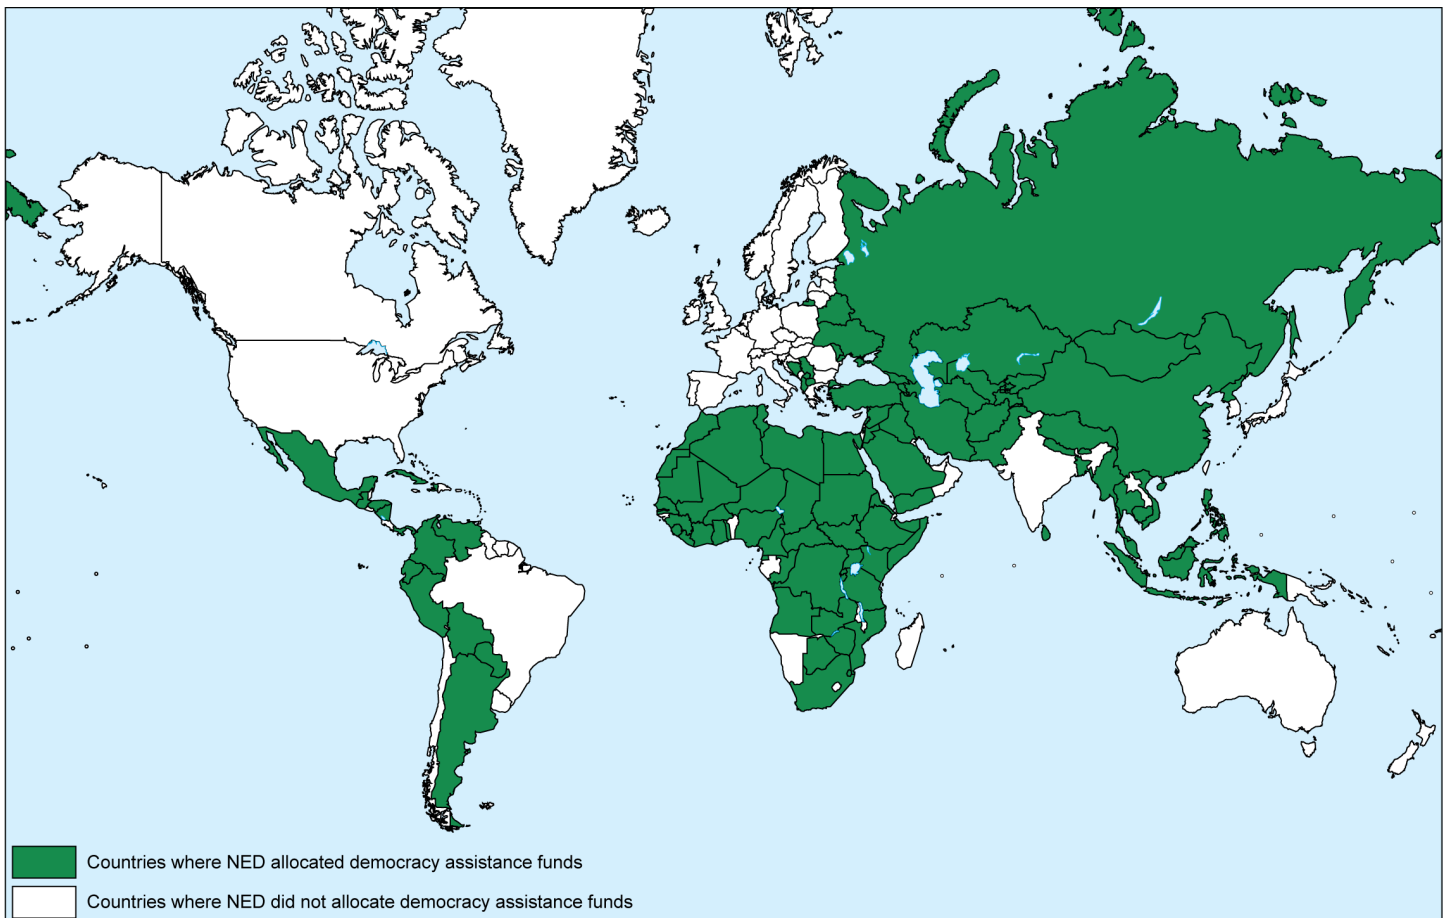 Countries where NED allocated democracy assistance funds
Countries where NED did not allocate democracy assistance funds